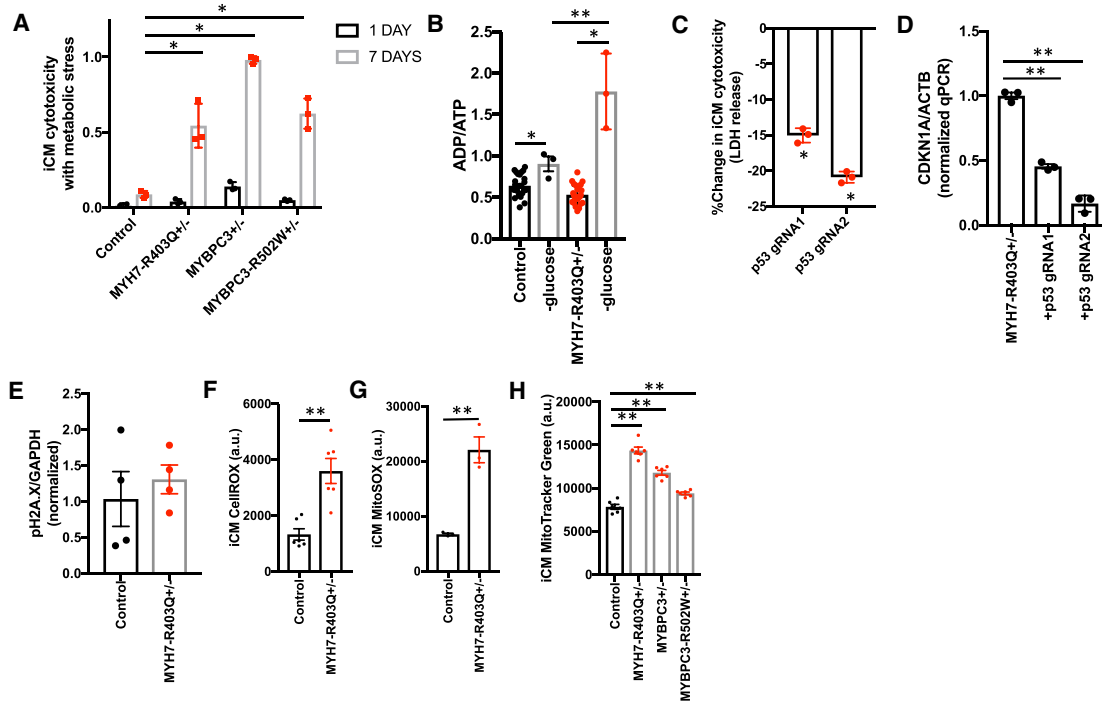 A
iCM cytotoxicity
with metabolic stress
1.0
0.5
0.0
*
*
*
1 DAY
7 DAYS
Control
MYH7-R403Q+/-
MYBPC3+/-
MYBPC3-R502W+/-
B
ADP/ATP
2.5
2.0
1.5
1.0
0.5
0.0
**
*
*
Control
-glucose
MYH7-R403Q+/-
-glucose
C
%Change in iCM cytotoxicity
(LDH release)
0
-5
-10
-15
-20
-25
*
*
p53 gRNA1
p53 gRNA2
D
CDKN1A/ACTB
(normalized qPCR)
1.5
1.0
0.5
0.0
**
**
MYH7-R403Q+/-
+p53 gRNA1
+p53 gRNA2
E
pH2A.X/GAPDH
(normalized)
2.5
2.0
1.5
1.0
0.5
0.0
Control
MYH7-R403Q+/-
F
iCM CellROX (a.u.)
6000
4000
2000
0
**
Control
MYH7-R403Q+/-
G
iCM MitoSOX (a.u.)
30000
20000
10000
0
**
Control
MYH7-R403Q+/-
H
iCM MitoTracker Green (a.u.)
20000
15000
10000
5000
0
**
**
**
Control
MYH7-R403Q+/-
MYBPC3+/-
MYBPC3-R502W+/-